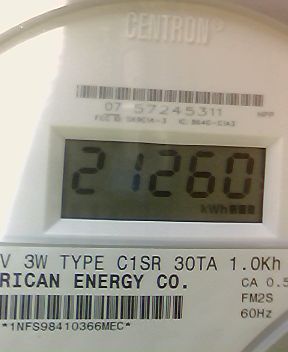 CENTRON®
07 57245311 NPP
21260
kWh
V 3W TYPE C1SR 30TA 1.0Kh
RICAN ENERGY CO. CA 0.5
FM2S
*1NFS98410366MEC* 60Hz